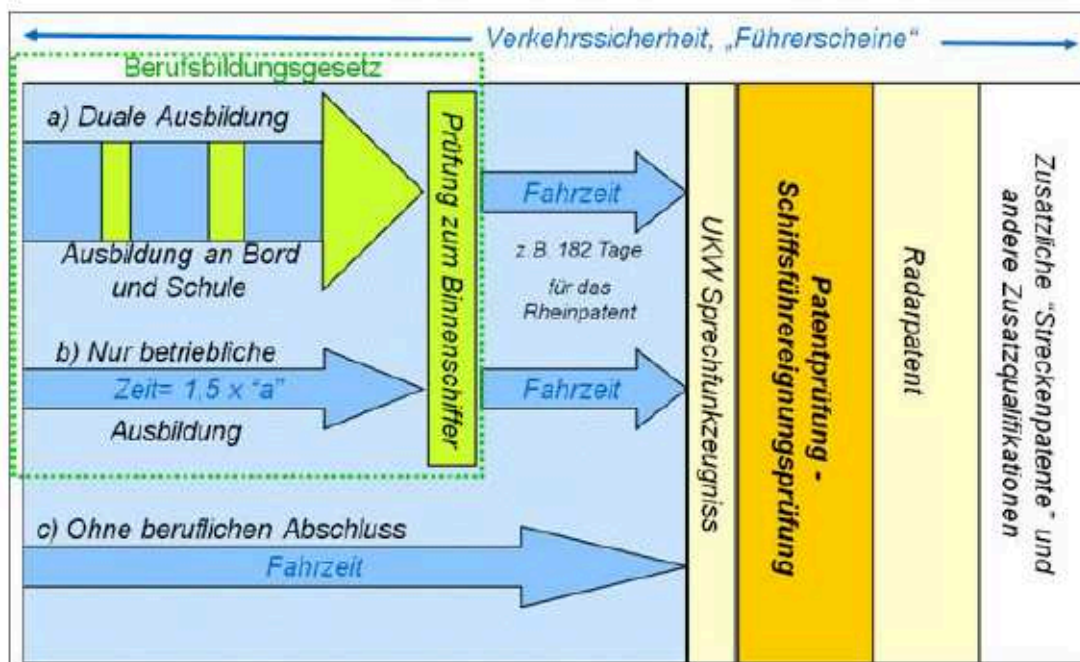 Verkehrssicherheit, „Führerscheine“
Berufsbildungsgesetz
a) Duale Ausbildung
Ausbildung an Bord
und Schule
b) Nur betriebliche
Zeit= 1,5 x "a"
Ausbildung
Prüfung zum Binnenschiffer
Fahrzeit
z.B. 182 Tage
für das
Rheinpatent
Fahrzeit
c) Ohne beruflichen Abschluss
Fahrzeit
UKW Sprechfunkzeugniss
Patentprüfung -
Schiffsführereignungsprüfung
Radarpatent
Zusätzliche "Streckenpatente" und
andere Zusatzqualifikationen